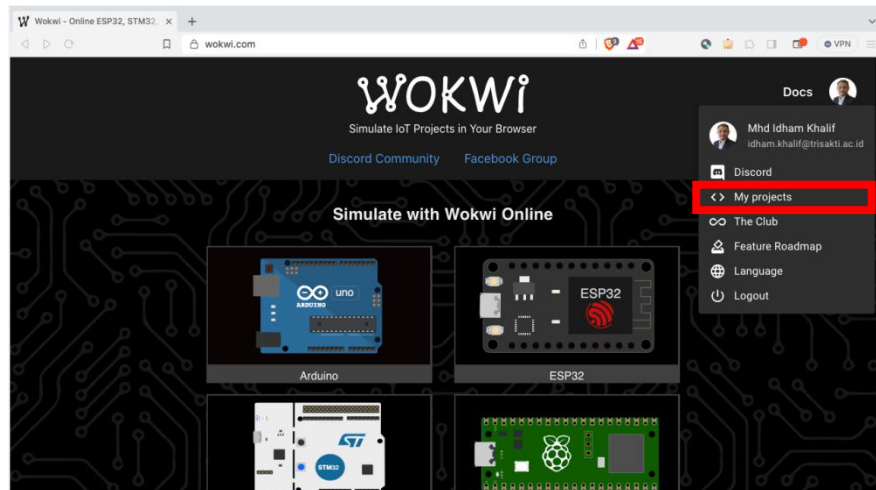 Wokwi - Online ESP32, STM32,
wokwi.com
VPN
WOKWi
Simulate IoT Projects in Your Browser
Discord Community Facebook Group
Docs
Mhd Idham Khalif
idham.khalif@trisakti.ac.id
Discord
My projects
The Club
Feature Roadmap
Language
Logout
Simulate with Wokwi Online
UNO
ARDUINO
ESP32
Arduino
ESP32
ST
STM32